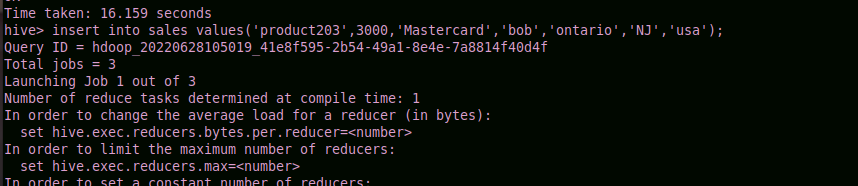 Time taken: 16.159 seconds
hive> insert into sales values('product203',3000,'Mastercard','bob','ontario','NJ','usa');
Query ID = hdoop_20220628105019_41e8f595-2b54-49a1-8e4e-7a8814f40d4f
Total jobs = 3
Launching Job 1 out of 3
Number of reduce tasks determined at compile time: 1
In order to change the average load for a reducer (in bytes):
  set hive.exec.reducers.bytes.per.reducer=<number>
In order to limit the maximum number of reducers:
  set hive.exec.reducers.max=<number>
In order to set a constant number of reducers: